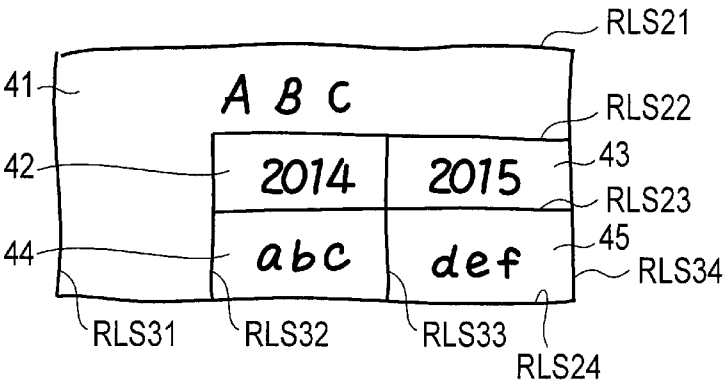 RLS21
41
A B C
RLS22
42 2014 2015 43
RLS23
44 abc def 45
RLS34
RLS31 RLS32 RLS33
RLS24